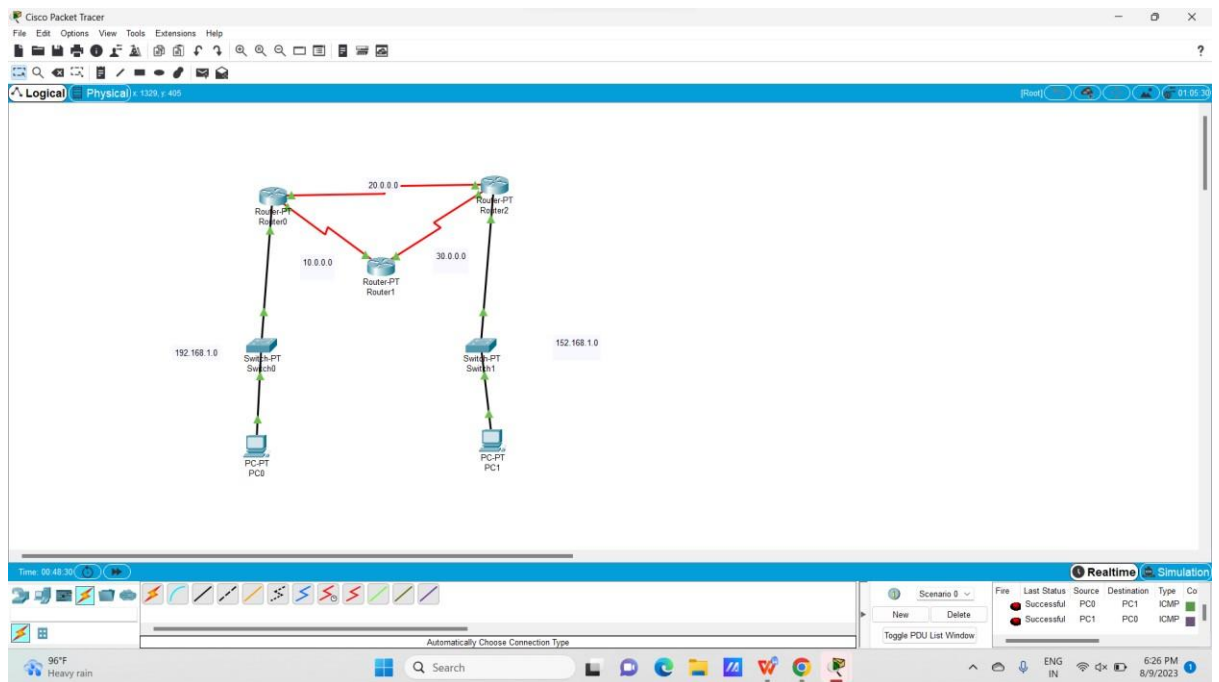 Cisco Packet Tracer
File Edit Options View Tools Extensions Help
?
Logical Physical x: 1329, y: 405 [Root] 01:05:30
20.0.0.0
Router-PT
Router0
Router-PT
Router2
10.0.0.0
30.0.0.0
Router-PT
Router1
192.168.1.0
Switch-PT
Switch0
Switch-PT
Switch1
152.168.1.0
PC-PT
PC0
PC-PT
PC1
Time: 00:48:30 Realtime Simulation
Scenario 0
New Delete
Toggle PDU List Window
Fire Last Status Source Destination Type Co
Successful PC0 PC1 ICMP
Successful PC1 PC0 ICMP
Automatically Choose Connection Type
96°F
Heavy rain
Search
ENG
IN
6:26 PM
8/9/2023
1